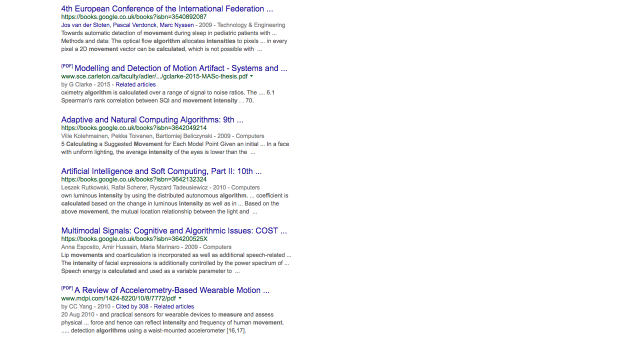 4th European Conference of the International Federation ...
https://books.google.co.uk/books?isbn=3540892087
Jos van der Sloten, Pascal Verdonck, Marc Nyssen - 2009 - Technology & Engineering
Towards automatic detection of movement during sleep in pediatric patients with ...
Methods and data: The optical flow algorithm allocates intensities to pixels ... in every
pixel a 2D movement vector can be calculated, which is not possible with ...
[PDF] Modelling and Detection of Motion Artifact - Systems and ...
www.sce.carleton.ca/faculty/adler/.../gclarke-2015-MASc-thesis.pdf
by G Clarke - 2015 - Related articles
oximetry algorithm is calculated over a range of signal to noise ratios. The .... 6.1
Spearman's rank correlation between SQI and movement intensity . . 70.
Adaptive and Natural Computing Algorithms: 9th ...
https://books.google.co.uk/books?isbn=3642049214
Ville Kolehmainen, Pekka Toivanen, Bartlomiej Beliczynski - 2009 - Computers
5 Calculating a Suggested Movement for Each Model Point Given an initial ... In a face
with uniform lighting, the average intensity of the eyes is lower than the ...
Artificial Intelligence and Soft Computing, Part II: 10th ...
https://books.google.co.uk/books?isbn=3642132324
Leszek Rutkowski, Rafal Scherer, Ryszard Tadeusiewicz - 2010 - Computers
own luminous intensity by using the distributed autonomous algorithm. ... coefficient is
calculated based on the change in luminous intensity as well as in ... Based on the
above movement, the mutual location relationship between the light and ...
Multimodal Signals: Cognitive and Algorithmic Issues: COST ...
https://books.google.co.uk/books?isbn=364200525X
Anna Esposito, Amir Hussain, Maria Marinaro - 2009 - Computers
Lip movements and coarticulation is incorporated as well as additional speech-related ...
The intensity of facial expressions is additionally controlled by the power spectrum of ...
Speech energy is calculated and used as a variable parameter to ...
[PDF] A Review of Accelerometry-Based Wearable Motion ...
www.mdpi.com/1424-8220/10/8/7772/pdf
by CC Yang - 2010 - Cited by 308 - Related articles
20 Aug 2010 - and practical sensors for wearable devices to measure and assess
physical ... force and hence can reflect intensity and frequency of human movement.
..... detection algorithms using a waist-mounted accelerometer [16,17].